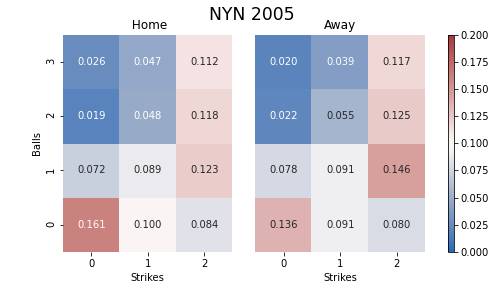 NYN 2005
Home Away
0.200
3 0.026 0.047 0.112 0.020 0.039 0.117 0.175
0.150
2 0.019 0.048 0.118 0.022 0.055 0.125 0.125
Balls
0.100
1 0.072 0.089 0.123 0.078 0.091 0.146 0.075
0.050
0 0.161 0.100 0.084 0.136 0.091 0.080 0.025
0.000
0 1 2 0 1 2
Strikes Strikes